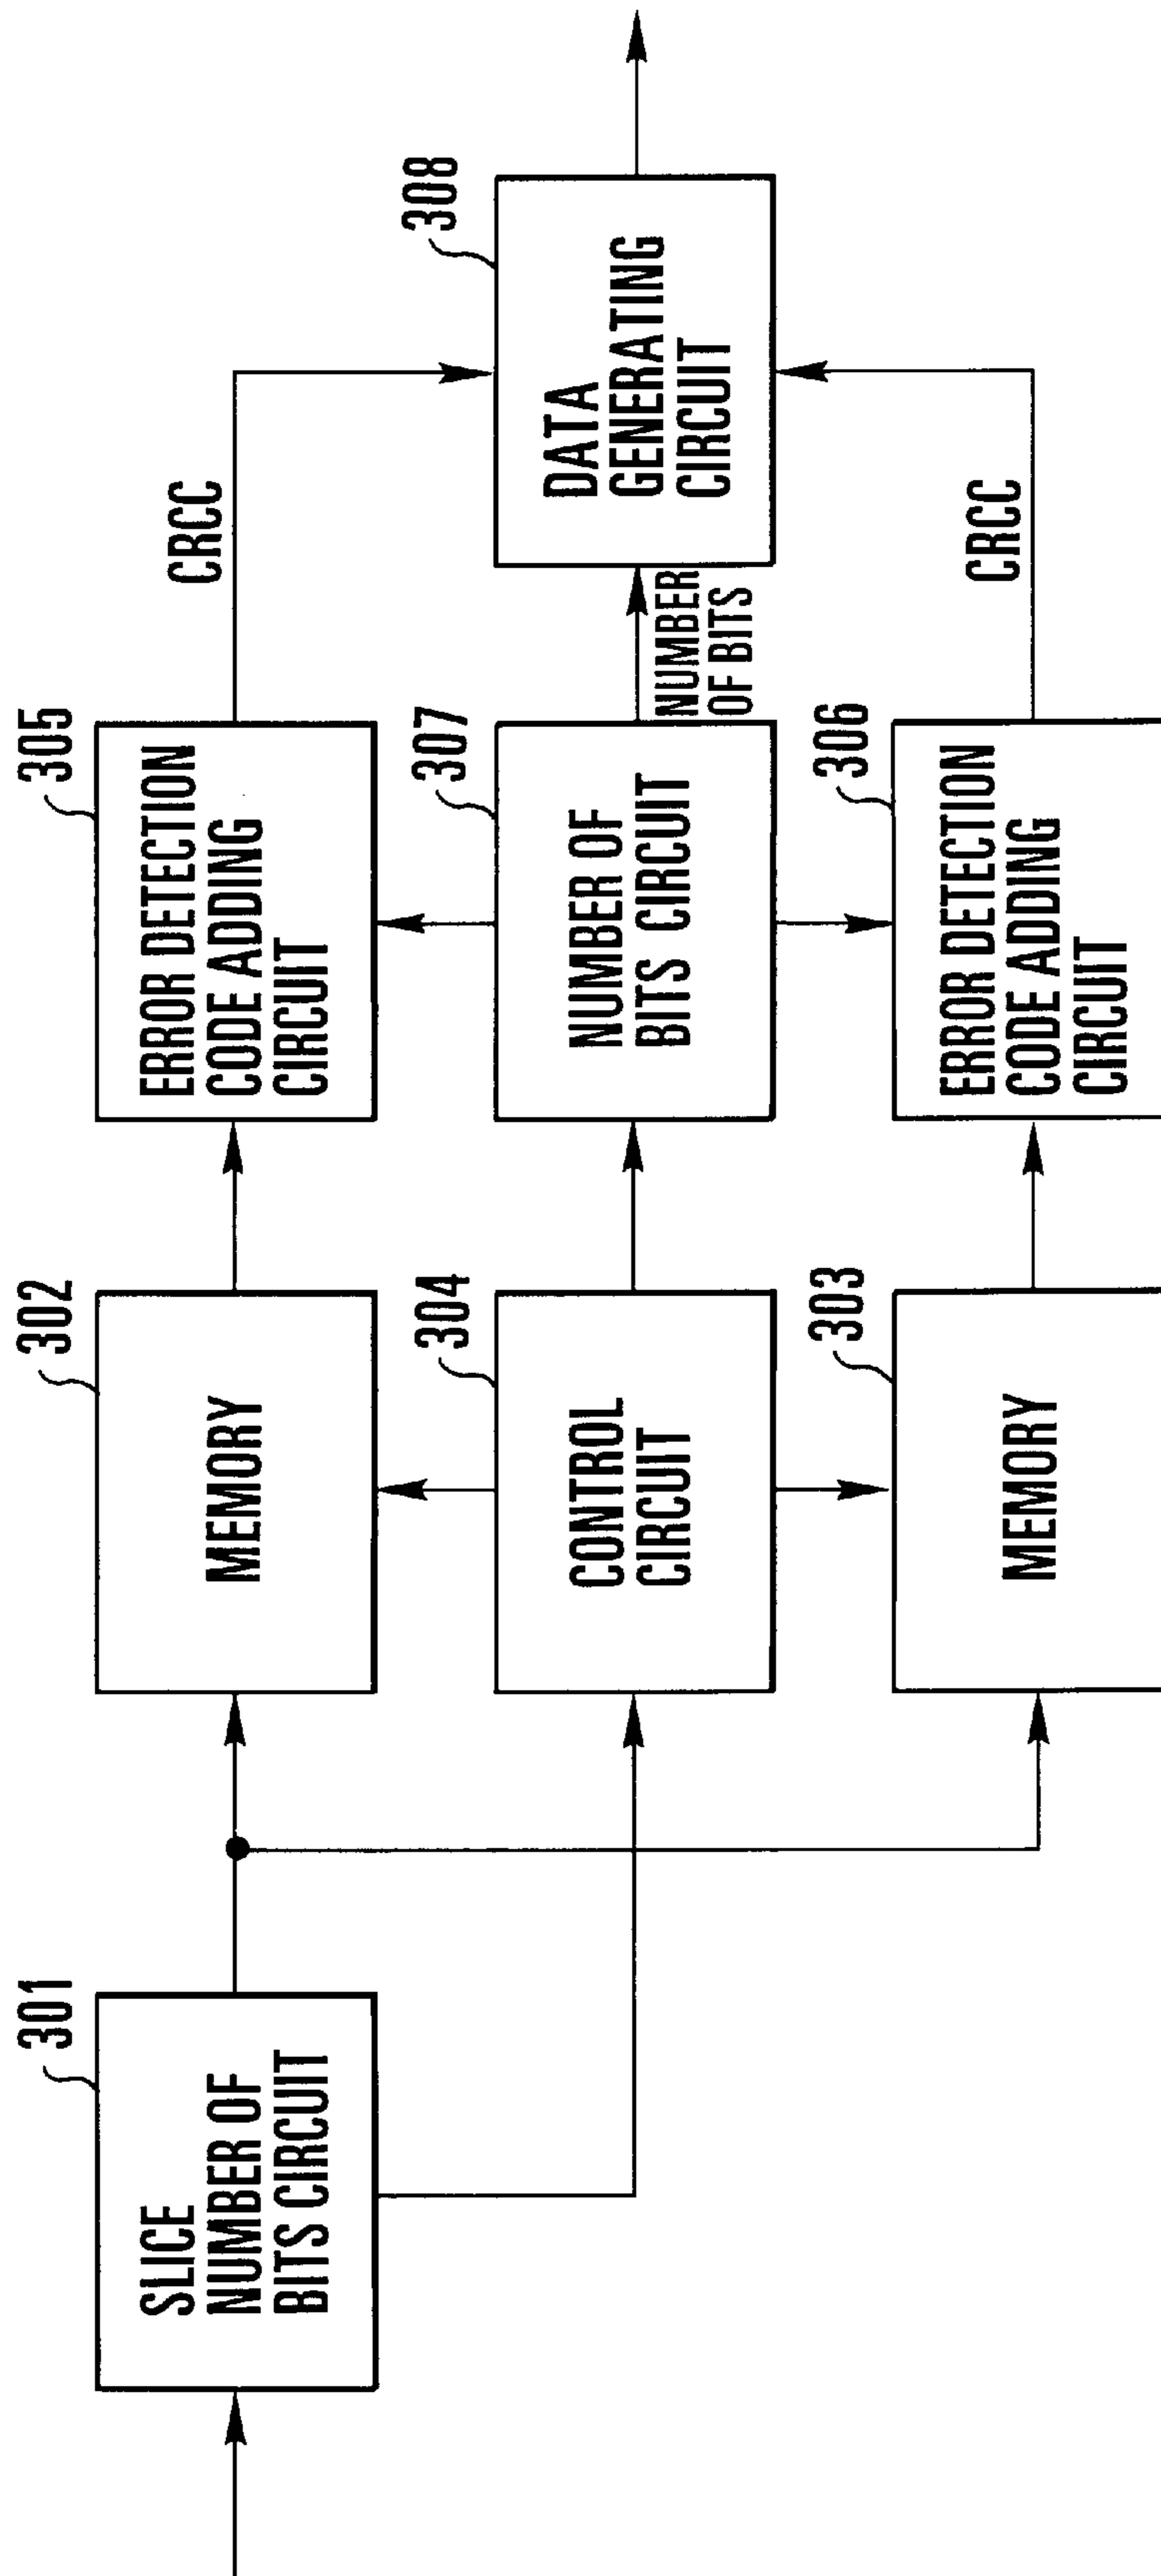 301
SLICE
NUMBER OF
BITS CIRCUIT
302
MEMORY
304
CONTROL
CIRCUIT
303
MEMORY
305
ERROR DETECTION
CODE ADDING
CIRCUIT
307
NUMBER OF
BITS CIRCUIT
306
ERROR DETECTION
CODE ADDING
CIRCUIT
CRCC
NUMBER
OF BITS
CRCC
308
DATA
GENERATING
CIRCUIT